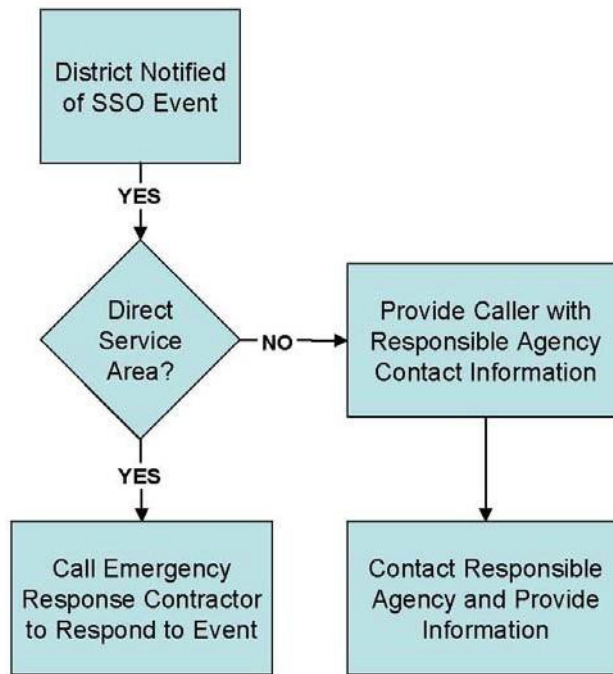 District Notified
of SSO Event
YES
Direct
Service
Area?
NO
Provide Caller with
Responsible Agency
Contact Information
YES
Call Emergency
Response Contractor
to Respond to Event
Contact Responsible
Agency and Provide
Information